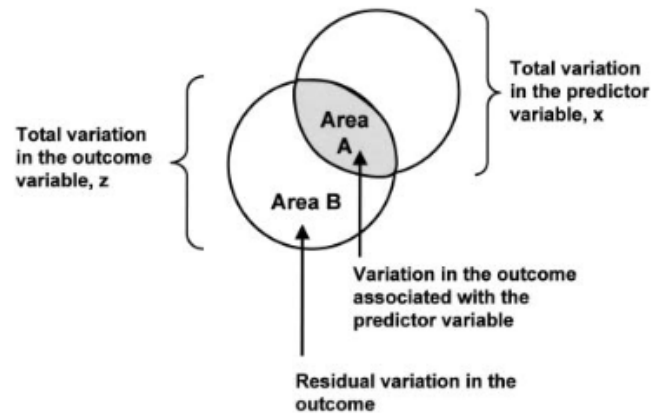 Total variation
in the predictor
variable, x
Total variation
in the outcome
variable, z
Area
A
Area B
Variation in the outcome
associated with the
predictor variable
Residual variation in the
outcome